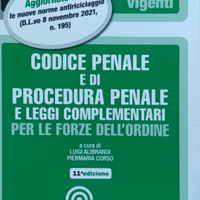 Aggiornato
le nuove norme antiriciclaggio
(D.L.vo 8 novembre 2021,
n. 195)
vigenti
CODICE PENALE
E DI
PROCEDURA PENALE
E LEGGI COMPLEMENTARI
PER LE FORZE DELL'ORDINE
a cura di
LUIGI ALIBRANDI
PIERMARIA CORSO
11ª edizione